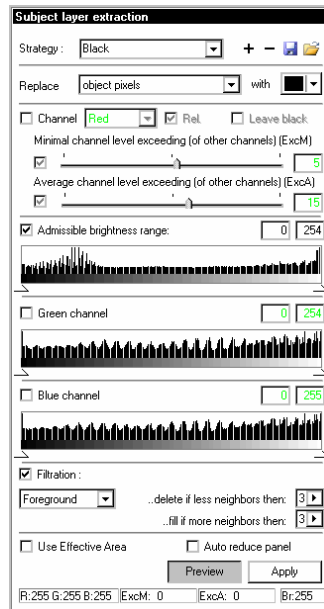 Subject layer extraction
Strategy : Black
Replace object pixels with
Channel Red Rel. Leave black
Minimal channel level exceeding (of other channels) (ExcM)
5
Average channel level exceeding (of other channels) (ExcA)
15
Admissible brightness range: 0 254
Green channel 0 254
Blue channel 0 255
Filtration :
Foreground ..delete if less neighbors then: 3
..fill if more neighbors then: 3
Use Effective Area Auto reduce panel
Preview Apply
R:255 G:255 B:255 ExcM: 0 ExcA: 0 Br:255